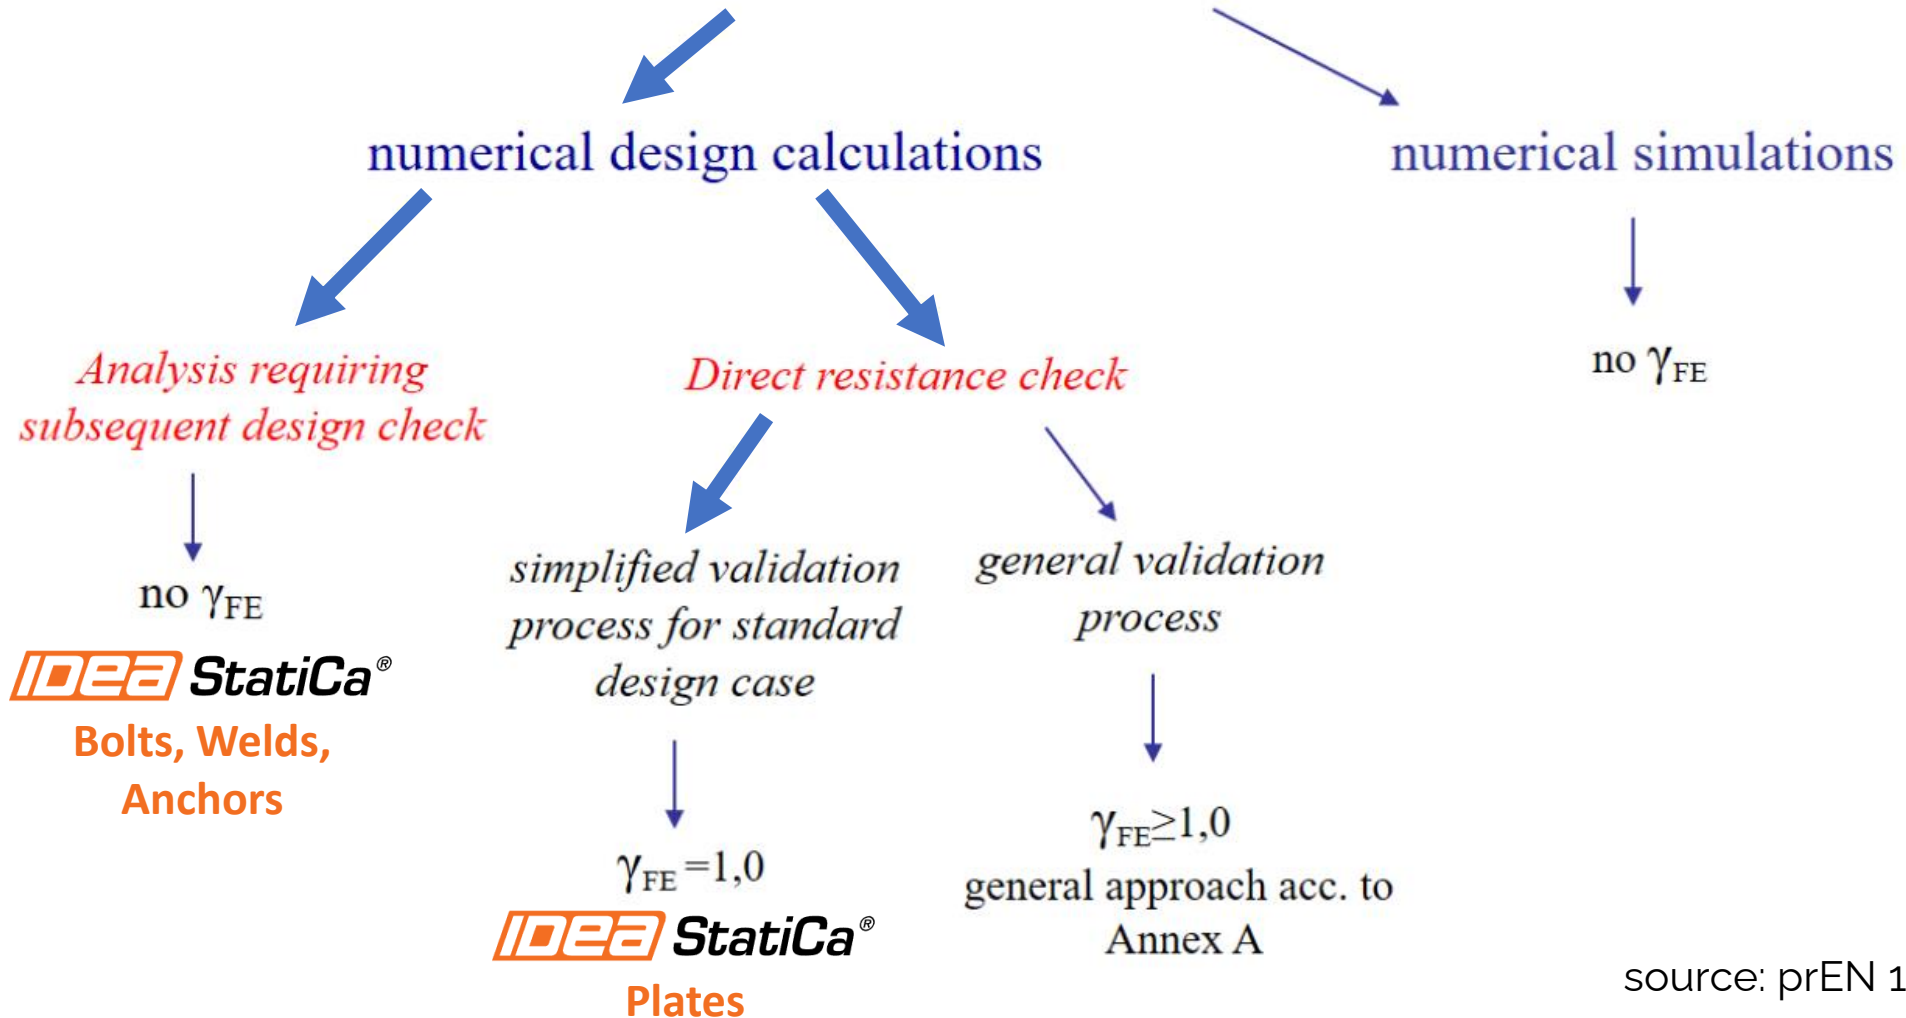 numerical design calculations
numerical simulations
Analysis requiring
subsequent design check
Direct resistance check
no γFE
simplified validation
process for standard
design case
general validation
process
no γFE
IDEA StatiCa®
Bolts, Welds,
Anchors
γFE≥1,0
general approach acc. to
Annex A
γFE=1,0
IDEA StatiCa®
Plates
source: prEN 1